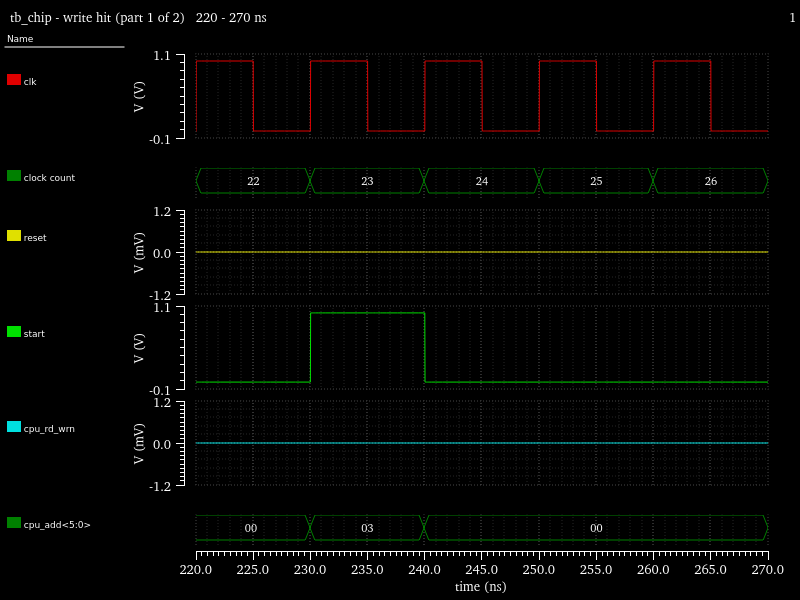 tb_chip - write hit (part 1 of 2)   220 - 270 ns
1
Name
clk
1.1
V (V)
-0.1
clock count
22 23 24 25 26
reset
1.2
V (mV)
0.0
-1.2
start
1.1
V (V)
-0.1
cpu_rd_wrn
1.2
V (mV)
0.0
-1.2
cpu_add<5:0>
00 03 00
220.0 225.0 230.0 235.0 240.0 245.0 250.0 255.0 260.0 265.0 270.0
time (ns)